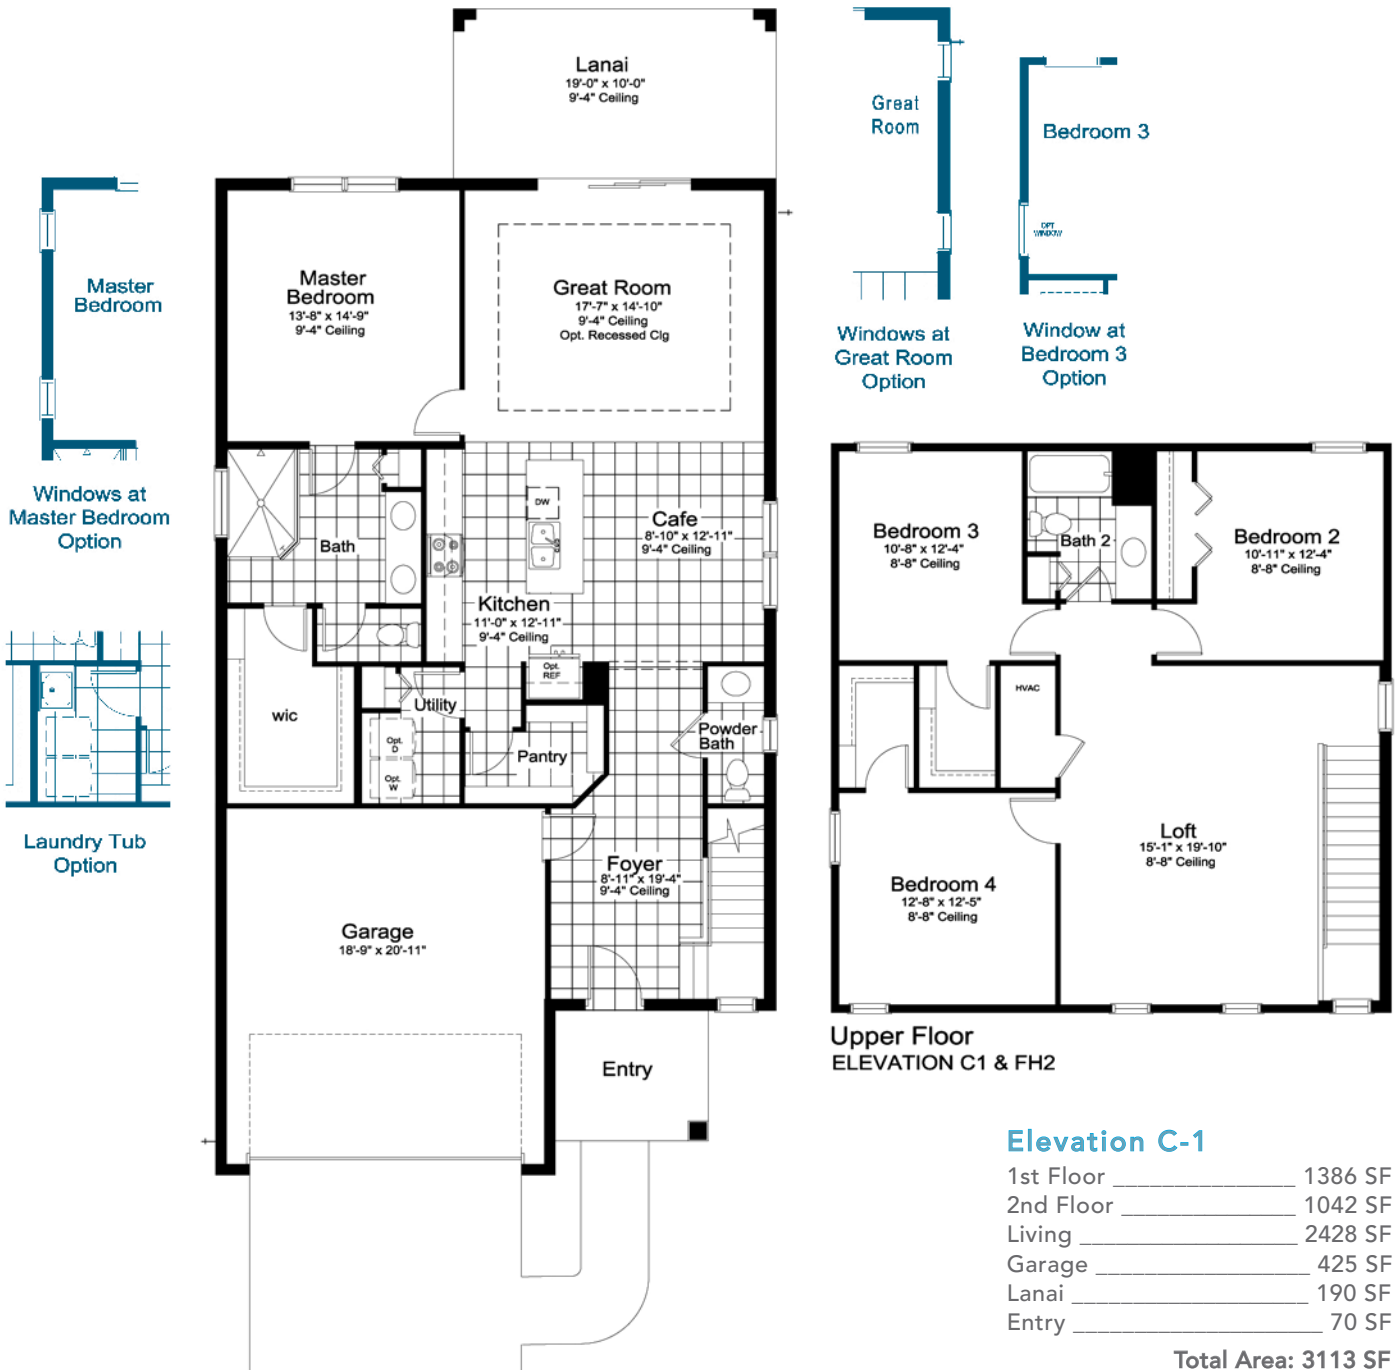 Lanai
19'-0" x 10'-0"
9'-4" Ceiling
Master
Bedroom
13'-8" x 14'-9"
9'-4" Ceiling
Great Room
17'-7" x 14'-10"
9'-4" Ceiling
Opt. Recessed Clg
Bath
DW
Cafe
8'-10" x 12'-11"
9'-4" Ceiling
Kitchen
11'-0" x 12'-11"
9'-4" Ceiling
Opt.
REF
wic
Utility
Opt.
D
Opt.
W
Pantry
Powder
Bath
Foyer
8'-11" x 19'-4"
9'-4" Ceiling
Garage
18'-9" x 20'-11"
Entry
Master
Bedroom
Windows at
Master Bedroom
Option
Laundry Tub
Option
Great
Room
Windows at
Great Room
Option
Bedroom 3
OPT
WINDOW
Window at
Bedroom 3
Option
Bedroom 3
10'-8" x 12'-4"
8'-8" Ceiling
Bath 2
Bedroom 2
10'-11" x 12'-4"
8'-8" Ceiling
HVAC
Loft
15'-1" x 19'-10"
8'-8" Ceiling
Bedroom 4
12'-8" x 12'-5"
8'-8" Ceiling
Upper Floor
ELEVATION C1 & FH2
Elevation C-1
1st Floor _______________ 1386 SF
2nd Floor ______________ 1042 SF
Living __________________ 2428 SF
Garage __________________ 425 SF
Lanai ____________________ 190 SF
Entry _____________________ 70 SF
Total Area: 3113 SF